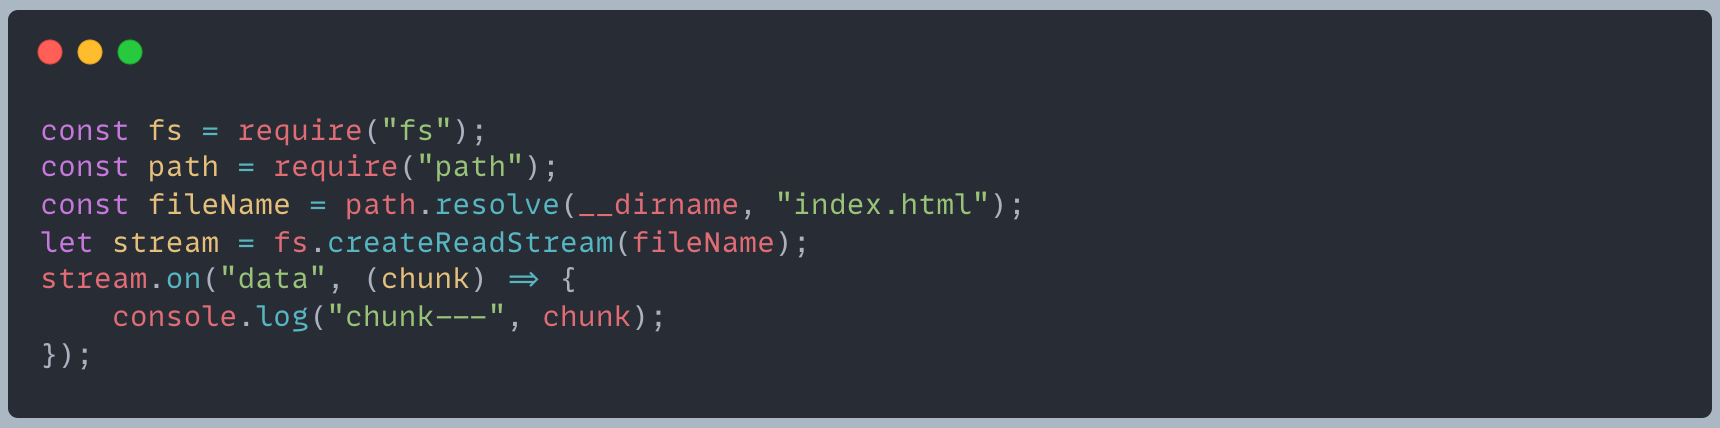 const fs = require("fs");
const path = require("path");
const fileName = path.resolve(__dirname, "index.html");
let stream = fs.createReadStream(fileName);
stream.on("data", (chunk) => {
    console.log("chunk---", chunk);
});